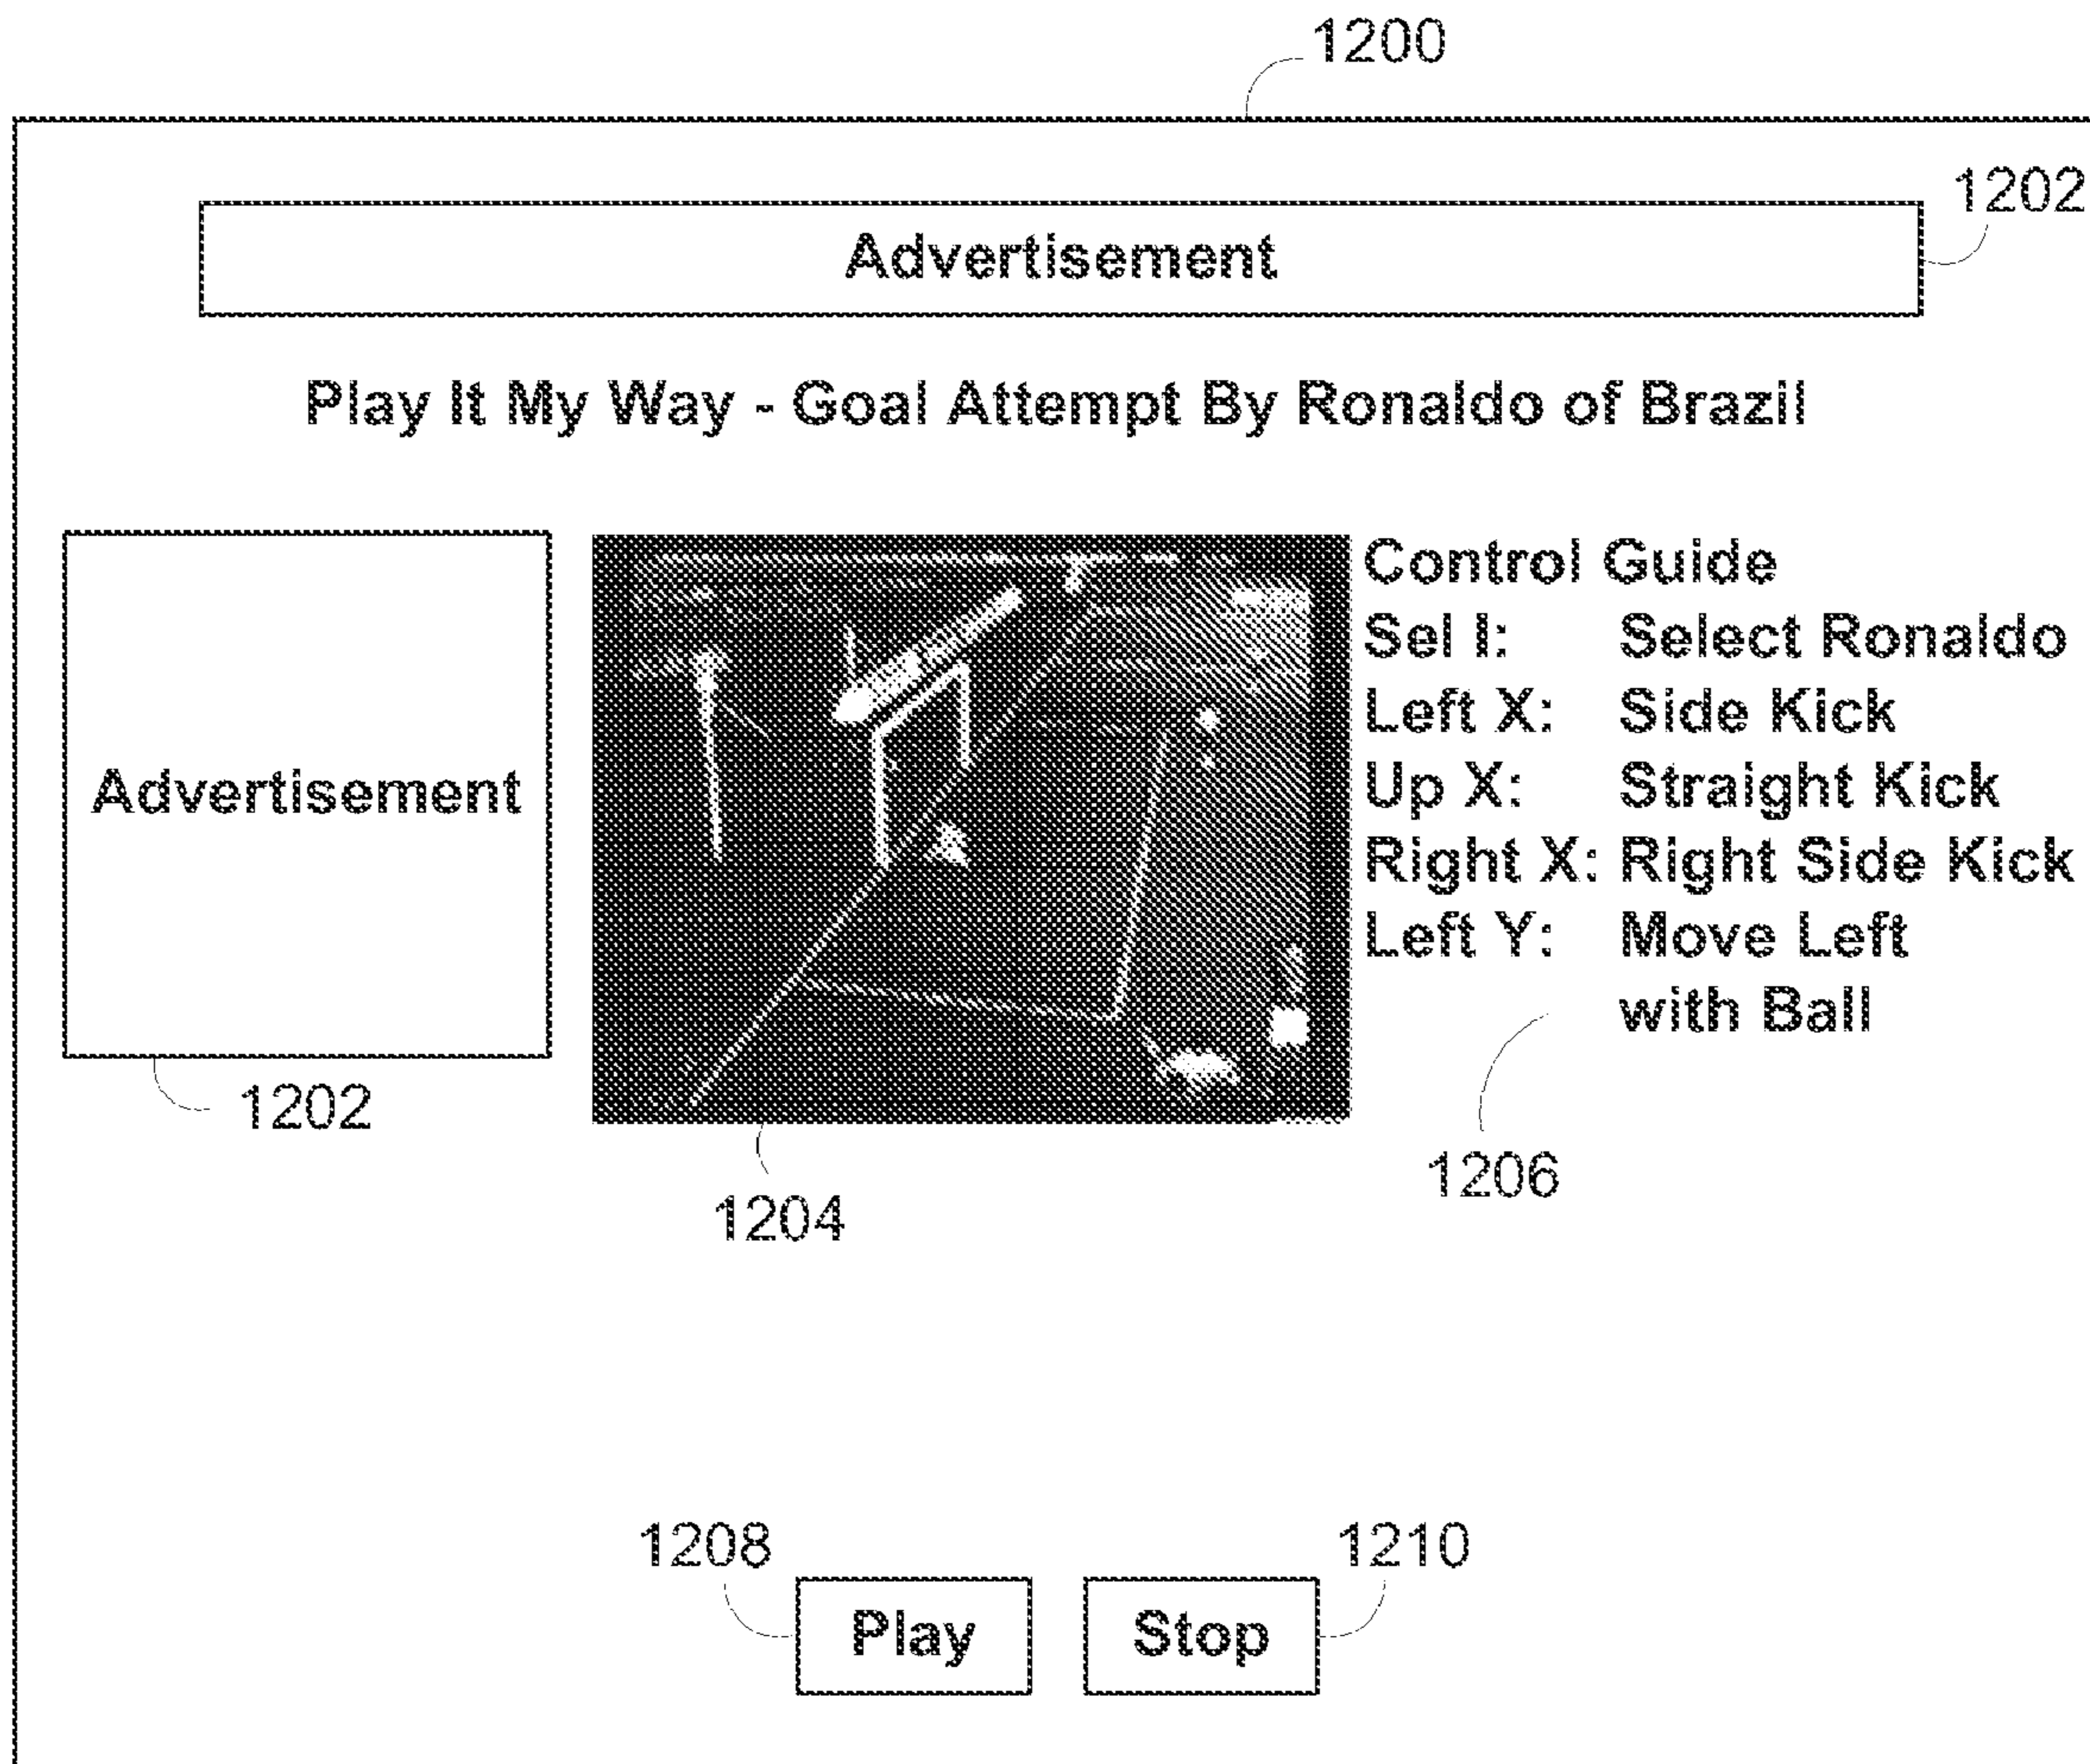 1200
1202
Advertisement
Play It My Way - Goal Attempt By Ronaldo of Brazil
Advertisement
1202
1204
Control Guide
Sel I: Select Ronaldo
Left X: Side Kick
Up X: Straight Kick
Right X: Right Side Kick
Left Y: Move Left
with Ball
1206
1208
1210
Play
Stop